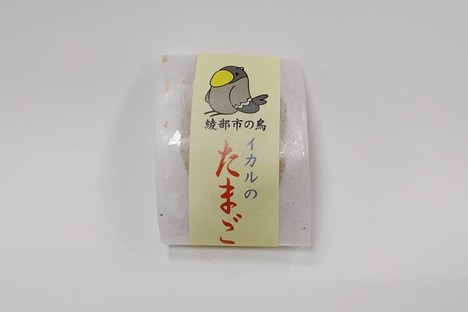 綾部市の鳥
イカルの
たまご